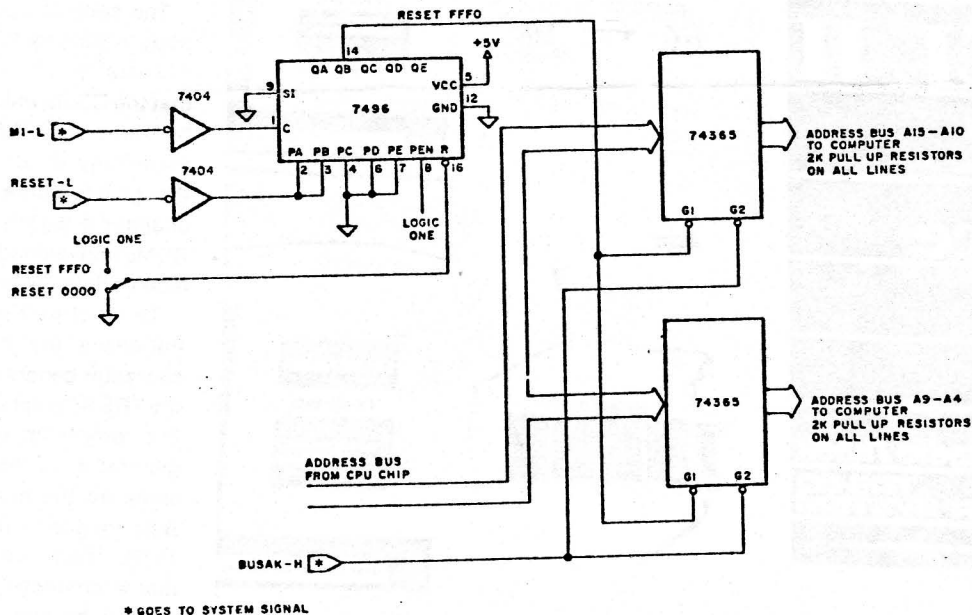 RESET FFF0
14
+5V
QA QB QC QD QE
5
VCC
9
SI
12
GND
7496
7404
M1-L
*
1
C
PA PB PC PD PE PEN R
2 3 4 6 7 8 16
7404
RESET-L
*
LOGIC ONE
LOGIC ONE
RESET FFF0
RESET 0000
74365
G1 G2
ADDRESS BUS A15-A10
TO COMPUTER
2K PULL UP RESISTORS
ON ALL LINES
74365
G1 G2
ADDRESS BUS A9-A4
TO COMPUTER
2K PULL UP RESISTORS
ON ALL LINES
ADDRESS BUS
FROM CPU CHIP
BUSAK-H
*
* GOES TO SYSTEM SIGNAL